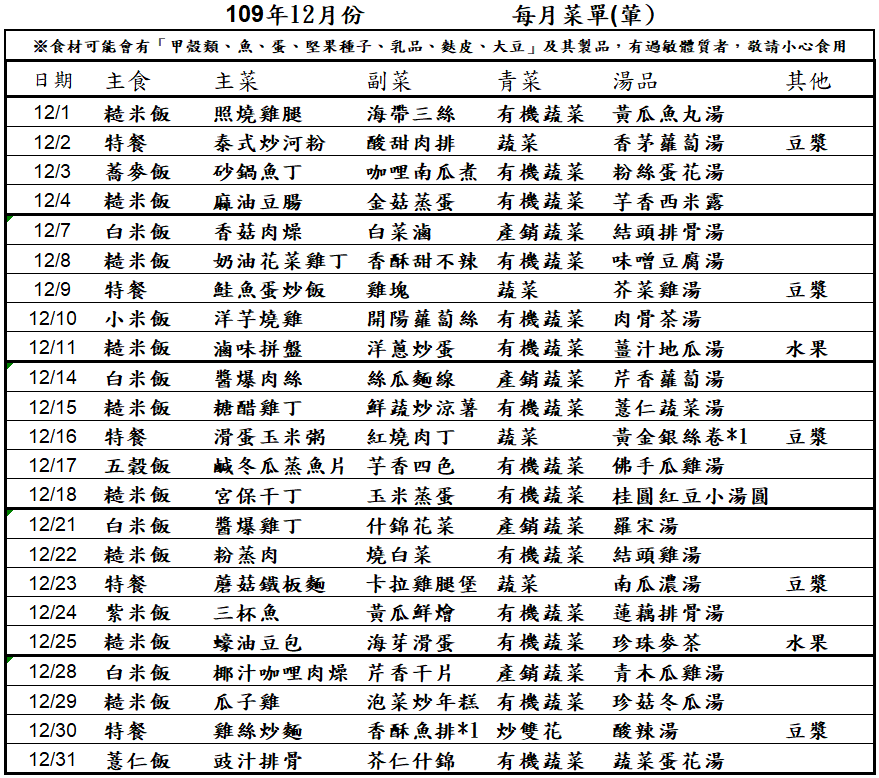 109年12月份 每月菜單(葷)
※食材可能會有「甲殼類、魚、蛋、堅果種子、乳品、麩皮、大豆」及其製品，有過敏體質者，敬請小心食用
日期 主食 主菜 副菜 青菜 湯品 其他
12/1 糙米飯 照燒雞腿 海帶三絲 有機蔬菜 黃瓜魚丸湯
12/2 特餐 泰式炒河粉 酸甜肉排 蔬菜 香茅蘿蔔湯 豆漿
12/3 蕎麥飯 砂鍋魚丁 咖哩南瓜煮 有機蔬菜 粉絲蛋花湯
12/4 糙米飯 麻油豆腸 金菇蒸蛋 有機蔬菜 芋香西米露
12/7 白米飯 香菇肉燥 白菜滷 產銷蔬菜 結頭排骨湯
12/8 糙米飯 奶油花菜雞丁 香酥甜不辣 有機蔬菜 味噌豆腐湯
12/9 特餐 鮭魚蛋炒飯 雞塊 蔬菜 芥菜雞湯 豆漿
12/10 小米飯 洋芋燒雞 開陽蘿蔔絲 有機蔬菜 肉骨茶湯
12/11 糙米飯 滷味拼盤 洋蔥炒蛋 有機蔬菜 薑汁地瓜湯 水果
12/14 白米飯 醬爆肉絲 絲瓜麵線 產銷蔬菜 芹香蘿蔔湯
12/15 糙米飯 糖醋雞丁 鮮蔬炒涼薯 有機蔬菜 薏仁蔬菜湯
12/16 特餐 滑蛋玉米粥 紅燒肉丁 蔬菜 黃金銀絲卷*1 豆漿
12/17 五穀飯 鹹冬瓜蒸魚片 芋香四色 有機蔬菜 佛手瓜雞湯
12/18 糙米飯 宮保干丁 玉米蒸蛋 有機蔬菜 桂圓紅豆小湯圓
12/21 白米飯 醬爆雞丁 什錦花菜 產銷蔬菜 羅宋湯
12/22 糙米飯 粉蒸肉 燒白菜 有機蔬菜 結頭雞湯
12/23 特餐 蘑菇鐵板麵 卡拉雞腿堡 蔬菜 南瓜濃湯 豆漿
12/24 紫米飯 三杯魚 黃瓜鮮燴 有機蔬菜 蓮藕排骨湯
12/25 糙米飯 蠔油豆包 海芽滑蛋 有機蔬菜 珍珠麥茶 水果
12/28 白米飯 椰汁咖哩肉燥 芹香干片 產銷蔬菜 青木瓜雞湯
12/29 糙米飯 瓜子雞 泡菜炒年糕 有機蔬菜 珍菇冬瓜湯
12/30 特餐 雞絲炒麵 香酥魚排*1 炒雙花 酸辣湯 豆漿
12/31 薏仁飯 豉汁排骨 芥仁什錦 有機蔬菜 蔬菜蛋花湯